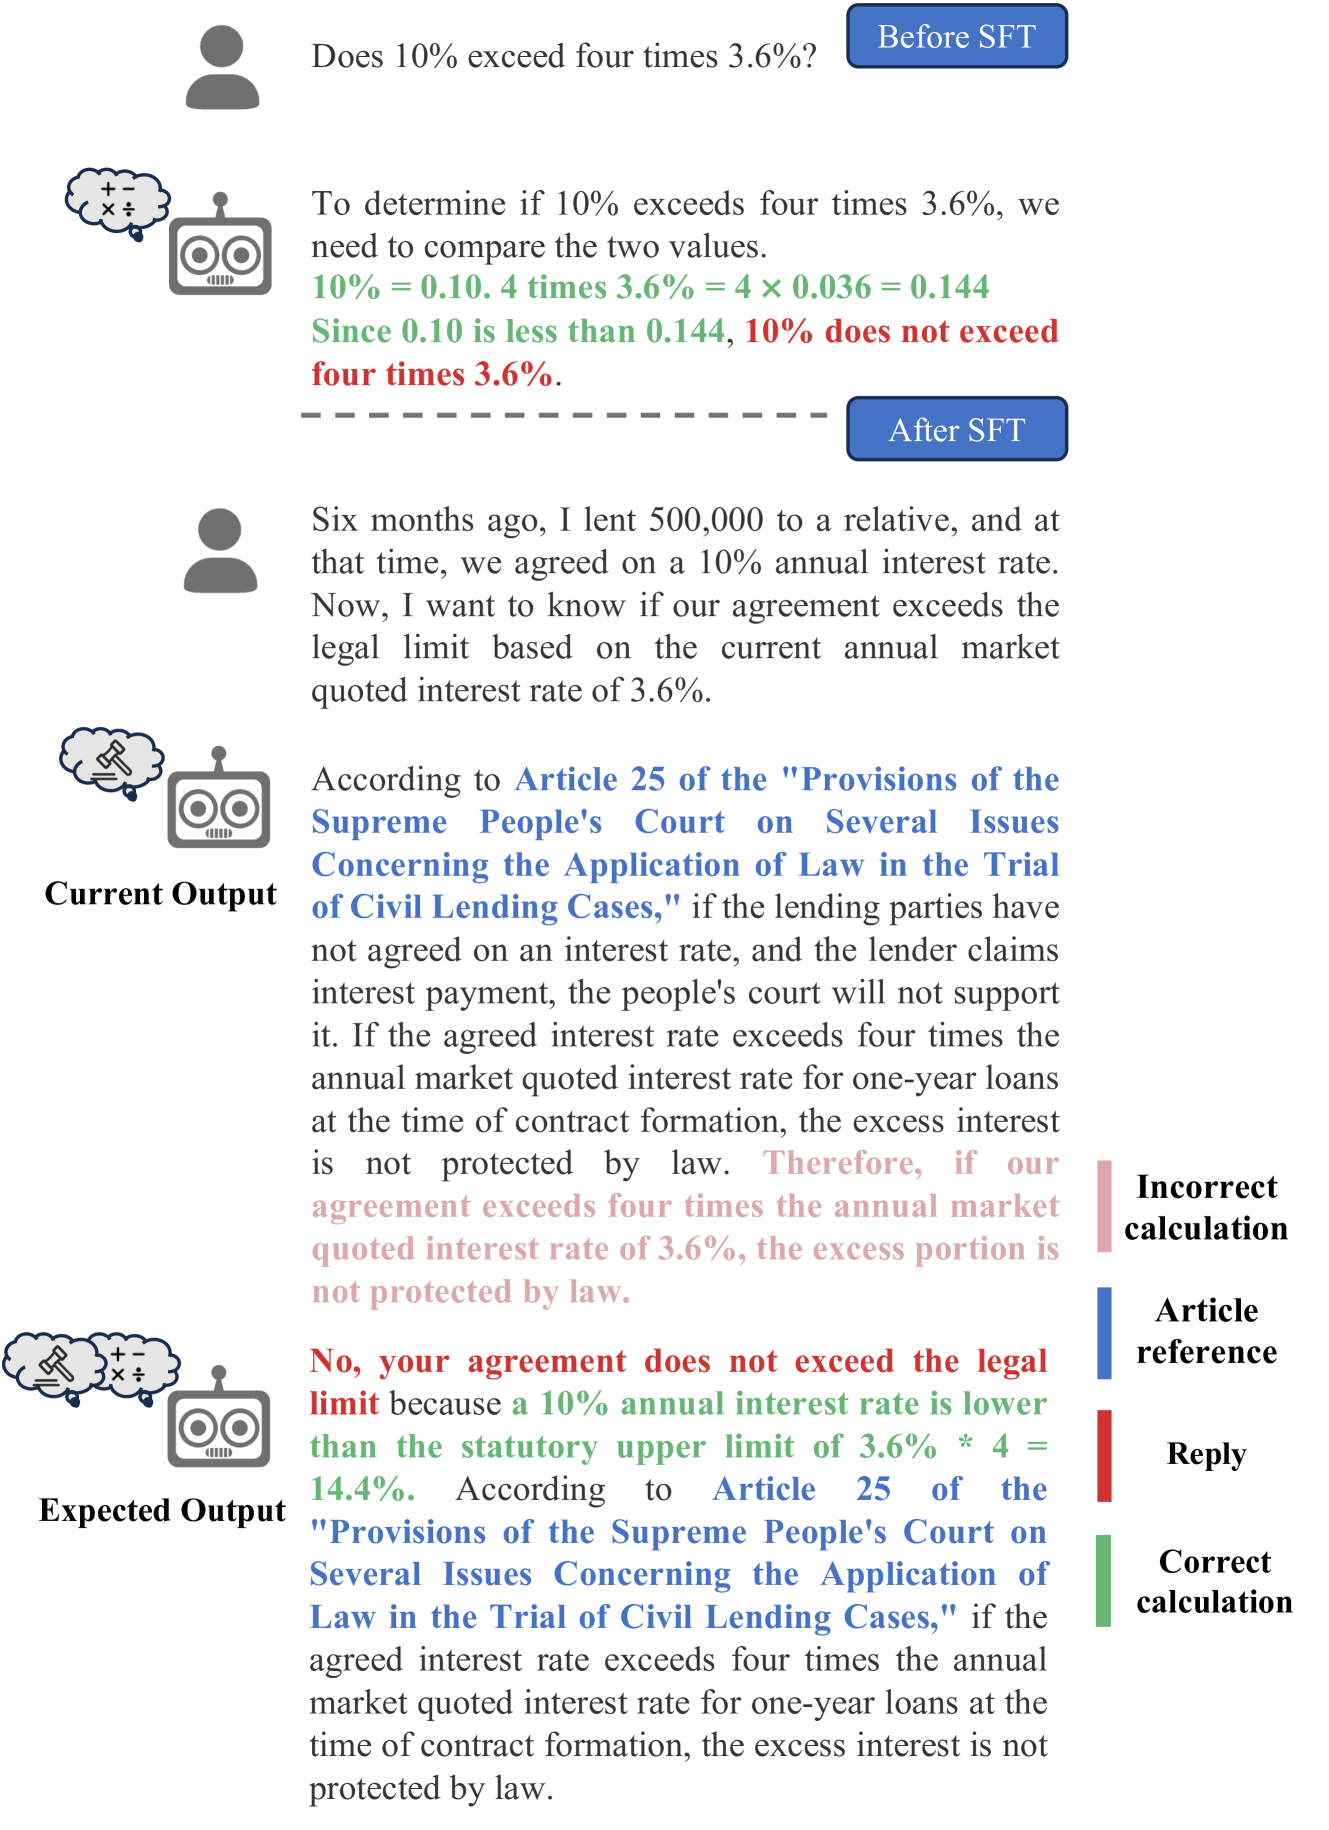 Does 10% exceed four times 3.6%?
Before SFT
+ −
× ÷
To determine if 10% exceeds four times 3.6%, we
need to compare the two values.
10% = 0.10. 4 times 3.6% = 4 × 0.036 = 0.144
Since 0.10 is less than 0.144, 10% does not exceed
four times 3.6%.
After SFT
Six months ago, I lent 500,000 to a relative, and at
that time, we agreed on a 10% annual interest rate.
Now, I want to know if our agreement exceeds the
legal limit based on the current annual market
quoted interest rate of 3.6%.
Current Output
According to Article 25 of the "Provisions of the
Supreme People's Court on Several Issues
Concerning the Application of Law in the Trial
of Civil Lending Cases," if the lending parties have
not agreed on an interest rate, and the lender claims
interest payment, the people's court will not support
it. If the agreed interest rate exceeds four times the
annual market quoted interest rate for one-year loans
at the time of contract formation, the excess interest
is not protected by law. Therefore, if our
agreement exceeds four times the annual market
quoted interest rate of 3.6%, the excess portion is
not protected by law.
+ −
× ÷
Expected Output
No, your agreement does not exceed the legal
limit because a 10% annual interest rate is lower
than the statutory upper limit of 3.6% * 4 =
14.4%. According to Article 25 of the
"Provisions of the Supreme People's Court on
Several Issues Concerning the Application of
Law in the Trial of Civil Lending Cases," if the
agreed interest rate exceeds four times the annual
market quoted interest rate for one-year loans at the
time of contract formation, the excess interest is not
protected by law.
Incorrect
calculation
Article
reference
Reply
Correct
calculation